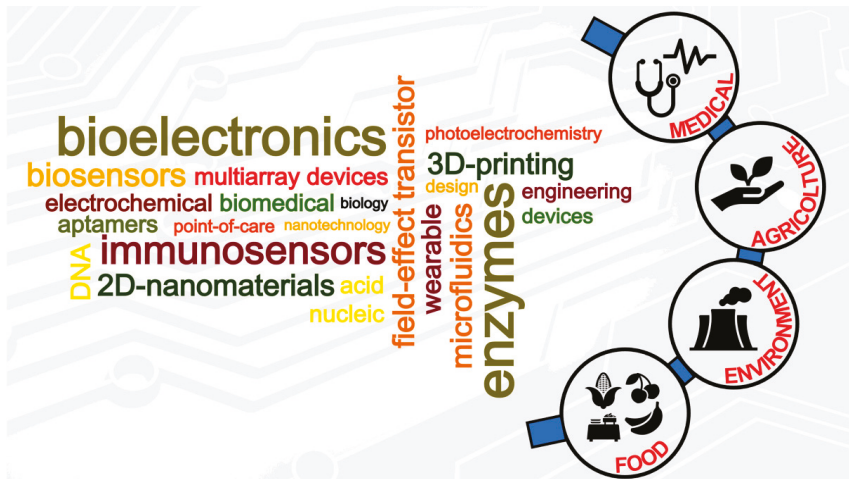 bioelectronics
biosensors
multiarray devices
electrochemical
biomedical
biology
aptamers
point-of-care
nanotechnology
DNA
immunosensors
2D-nanomaterials
acid
nucleic
field-effect transistor
photoelectrochemistry
3D-printing
design
engineering
devices
wearable
microfluidics
enzymes
MEDICAL
AGRICOLTURE
ENVIRONMENT
FOOD